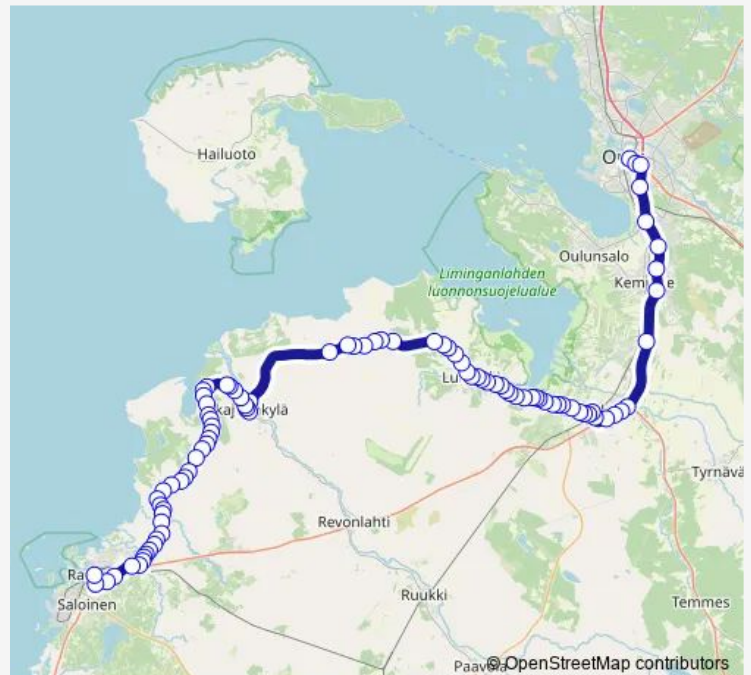 Hailuoto
Oulunsalo
Liminganlahden
luonnonsuojelualue
Tyrnävä
Revonlahti
Ruukki
Saloinen
Temmes
© OpenStreetMap contributors